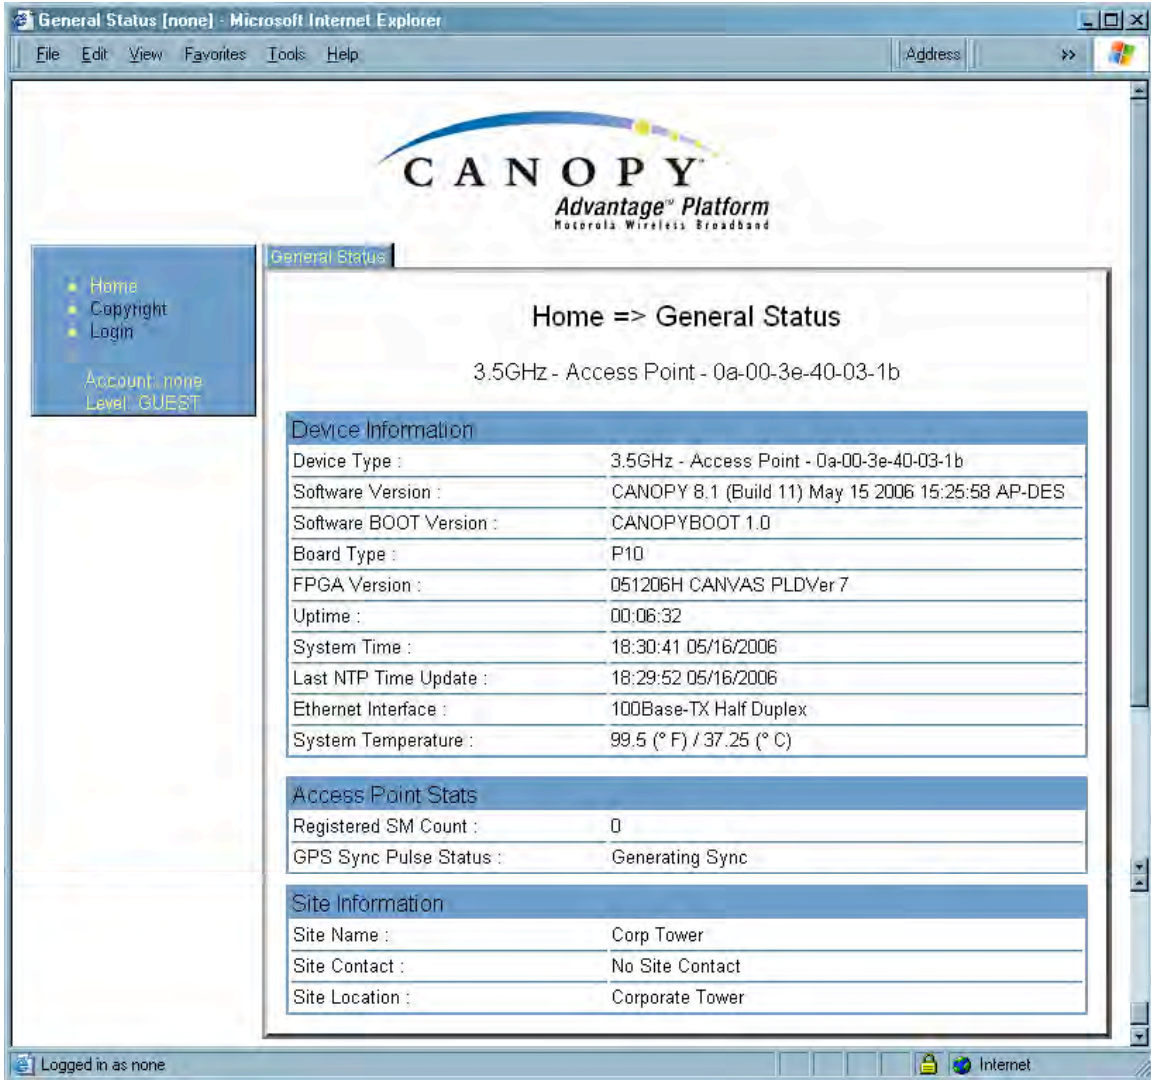 General Status [none] - Microsoft Internet Explorer
File Edit View Favorites Tools Help Address »
CANOPY™
Advantage℠ Platform
Motorola Wireless Broadband
General Status
Home
Copyright
Login
Account: none
Level: GUEST
Home => General Status
3.5GHz - Access Point - 0a-00-3e-40-03-1b
Device Information
Device Type : 3.5GHz - Access Point - 0a-00-3e-40-03-1b
Software Version : CANOPY 8.1 (Build 11) May 15 2006 15:25:58 AP-DES
Software BOOT Version : CANOPYBOOT 1.0
Board Type : P10
FPGA Version : 051206H CANVAS PLDVer 7
Uptime : 00:06:32
System Time : 18:30:41 05/16/2006
Last NTP Time Update : 18:29:52 05/16/2006
Ethernet Interface : 100Base-TX Half Duplex
System Temperature : 99.5 (° F) / 37.25 (° C)
Access Point Stats
Registered SM Count : 0
GPS Sync Pulse Status : Generating Sync
Site Information
Site Name : Corp Tower
Site Contact : No Site Contact
Site Location : Corporate Tower
Logged in as none Internet